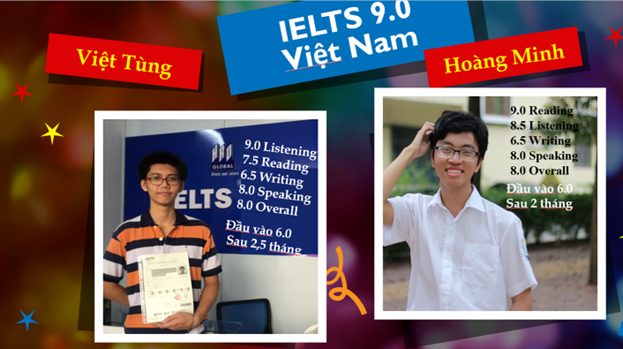 IELTS 9.0
Việt Nam
Việt Tùng
Hoàng Minh
GLOBAL
IELTS
9.0 Listening
7.5 Reading
6.5 Writing
8.0 Speaking
8.0 Overall
Đầu vào 6.0
Sau 2,5 tháng
9.0 Reading
8.5 Listening
6.5 Writing
8.0 Speaking
8.0 Overall
Đầu vào 6.0
Sau 2 tháng